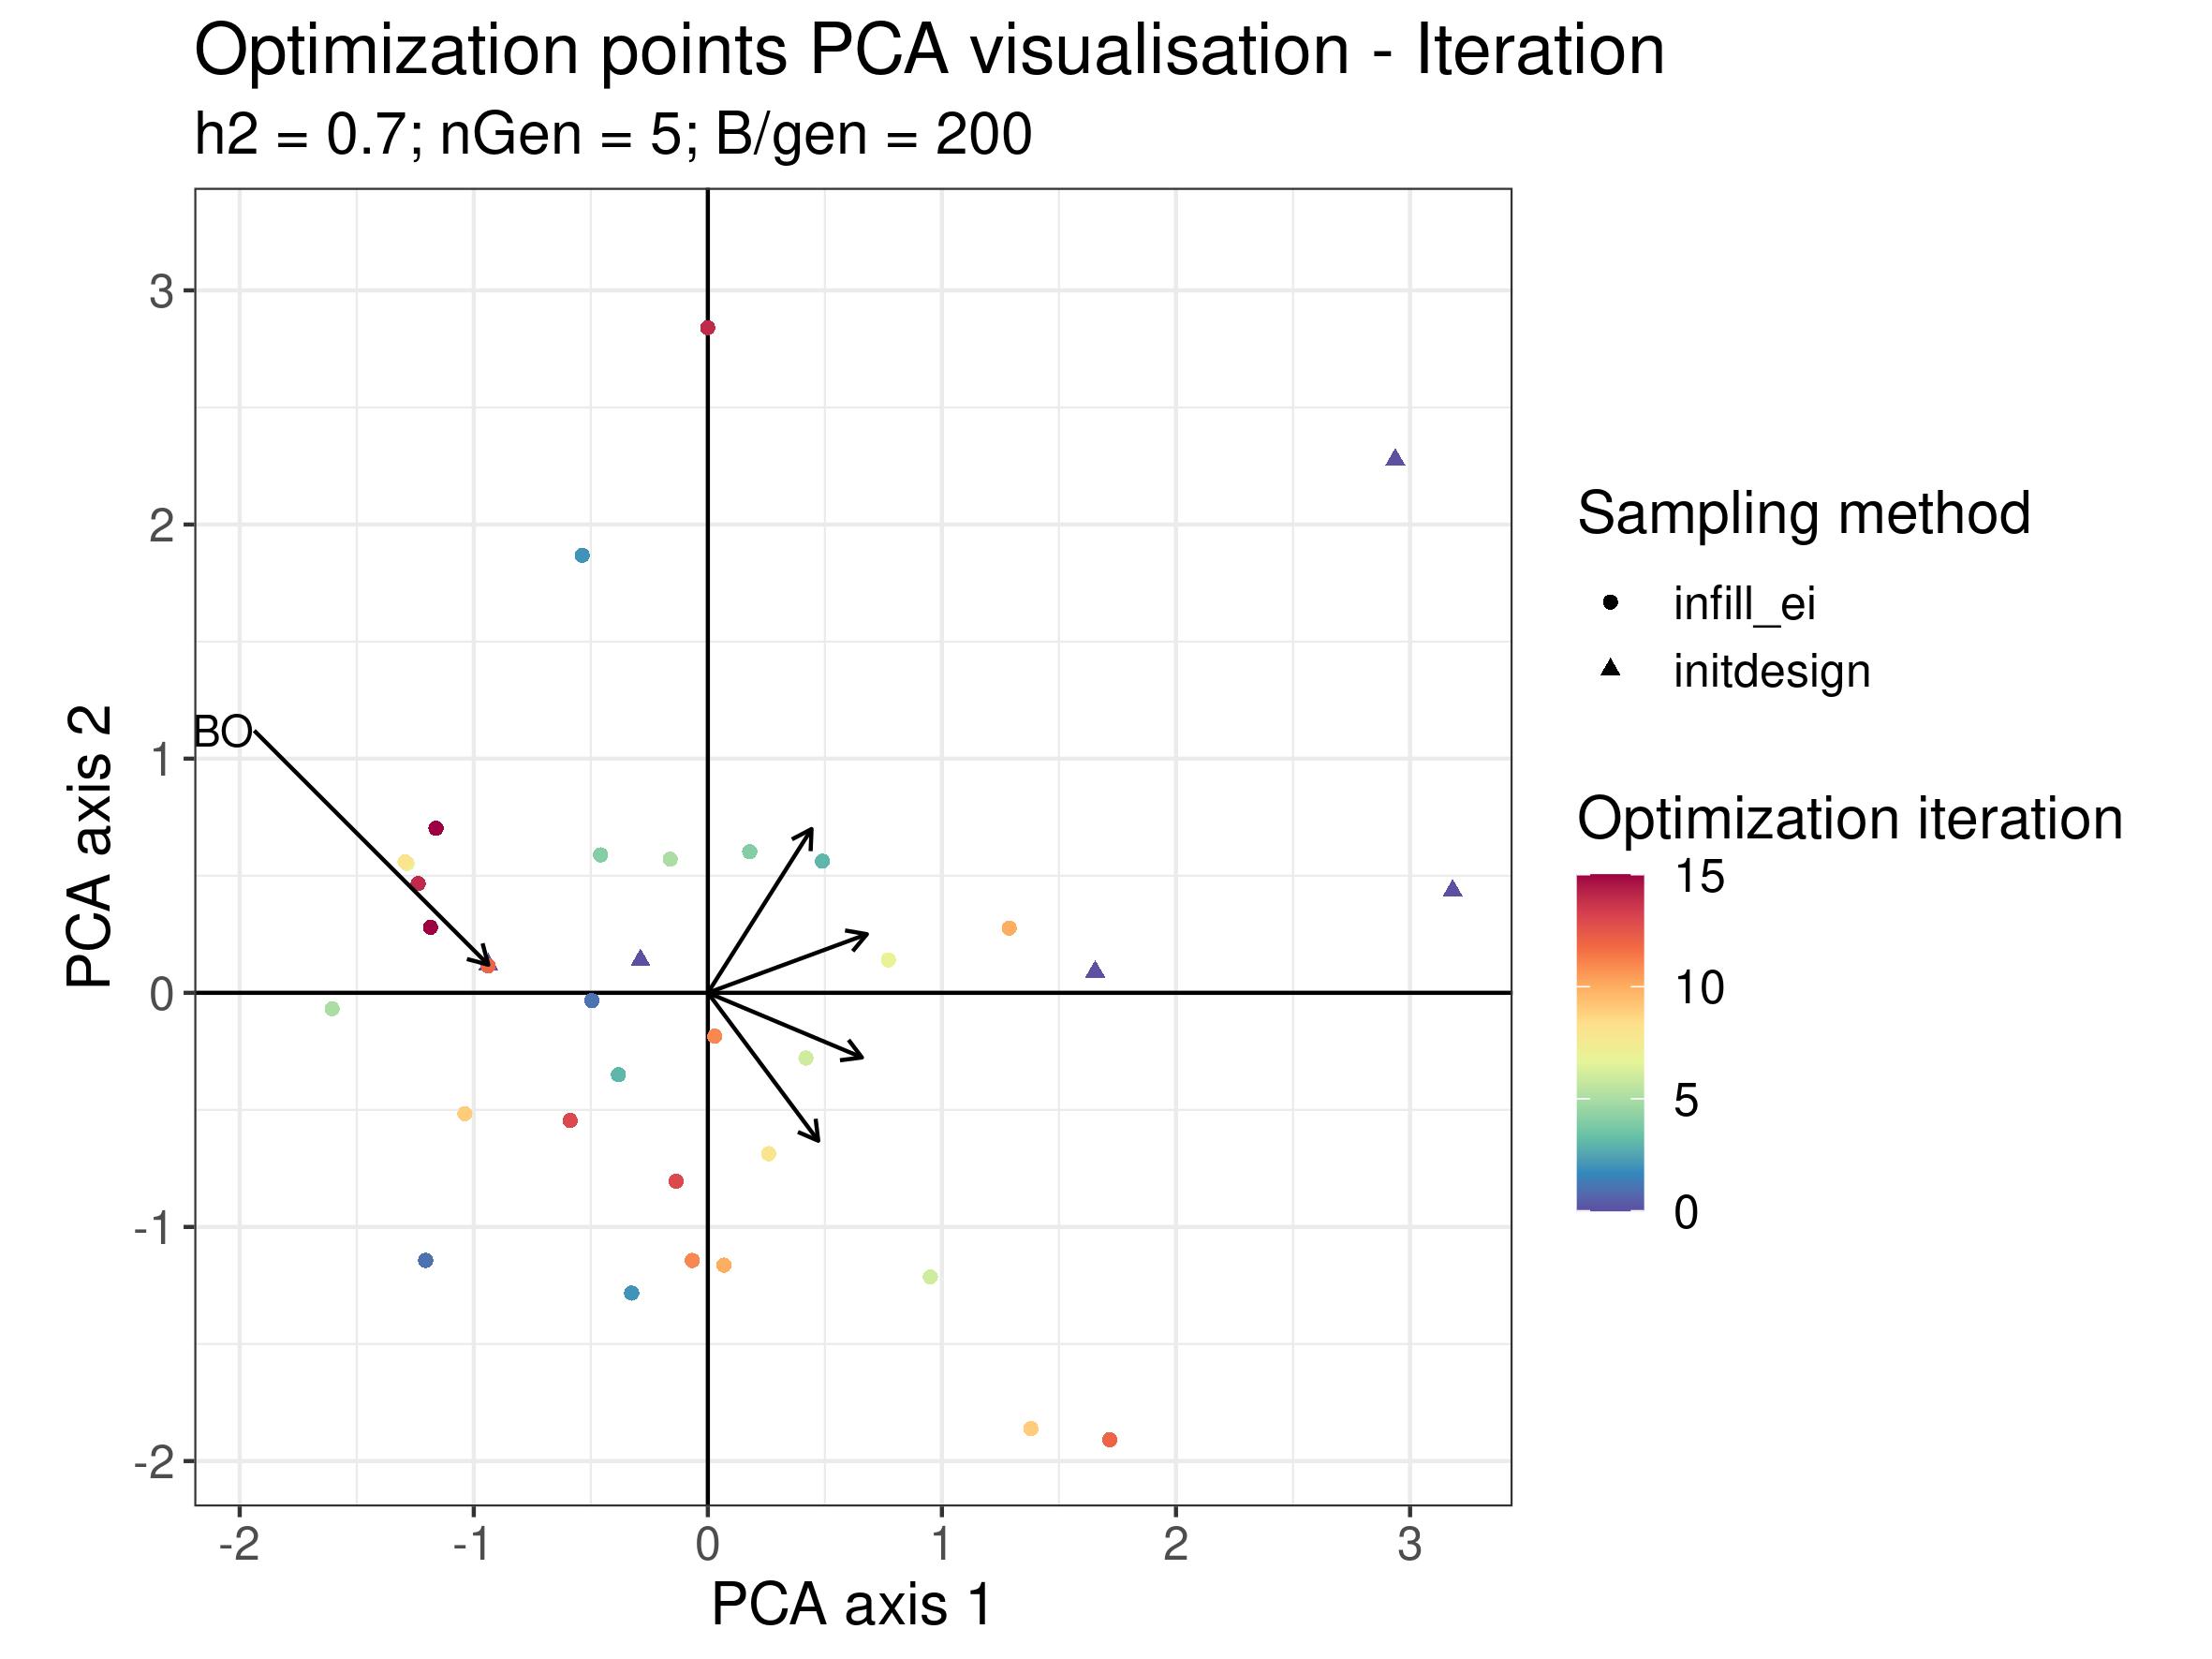 Optimization points PCA visualisation - Iteration
h2 = 0.7; nGen = 5; B/gen = 200
PCA axis 2
3
2
1
0
-1
-2
BO
-2
-1
0
1
2
3
PCA axis 1
Sampling method
infill_ei
initdesign
Optimization iteration
15
10
5
0